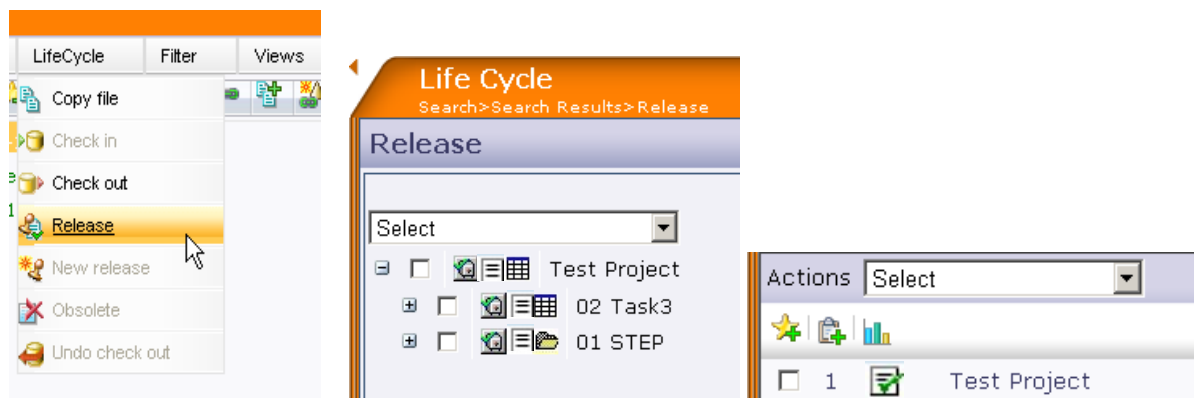 LifeCycle Filter Views
Copy file
Check in
Check out
Release
New release
Obsolete
Undo check out
Life Cycle
Search>Search Results>Release
Release
Select
Test Project
02 Task3
01 STEP
Actions Select
1 Test Project